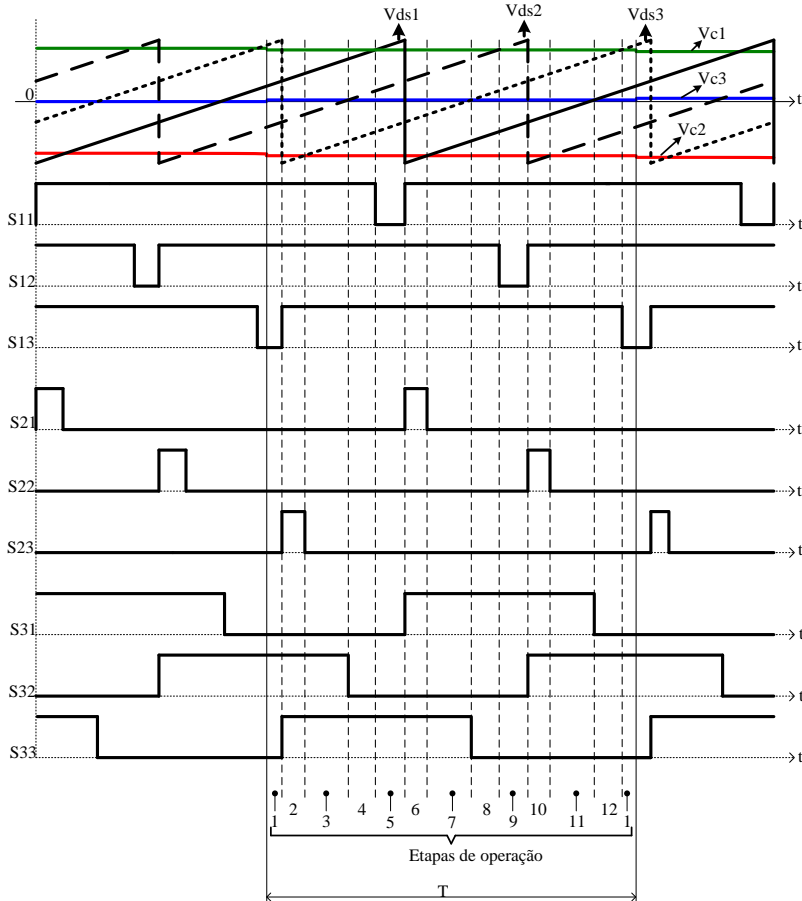 Vds1 Vds2 Vds3
Vc1
Vc3
0 t
Vc2
S11 t
S12 t
S13 t
S21 t
S22 t
S23 t
S31 t
S32 t
S33 t
1 2 3 4 5 6 7 8 9 10 11 12 1
Etapas de operação
T